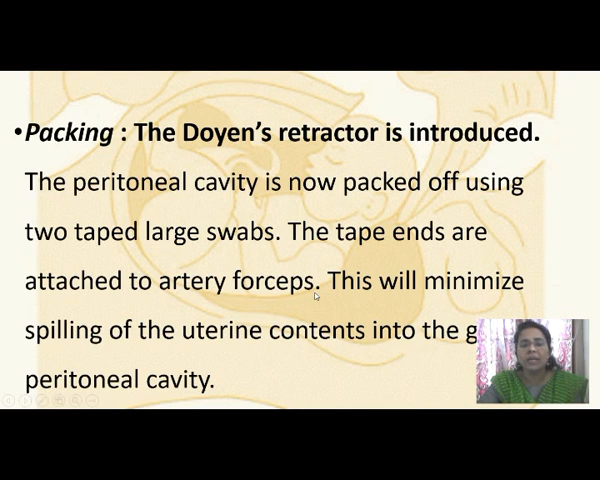 •Packing : The Doyen’s retractor is introduced.
The peritoneal cavity is now packed off using
two taped large swabs. The tape ends are
attached to artery forceps. This will minimize
spilling of the uterine contents into the
peritoneal cavity.